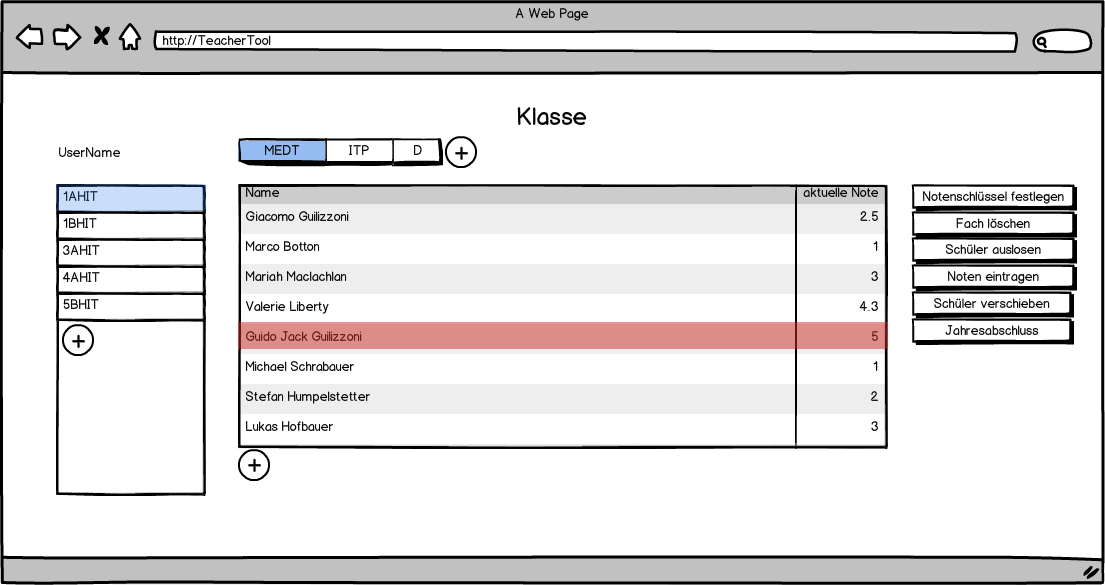 A Web Page
http://TeacherTool
Klasse
UserName
MEDT ITP D
1AHIT
1BHIT
3AHIT
4AHIT
5BHIT
Name aktuelle Note
Giacomo Guilizzoni 2.5
Marco Botton 1
Mariah Maclachlan 3
Valerie Liberty 4.3
Guido Jack Guilizzoni 5
Michael Schrabauer 1
Stefan Humpelstetter 2
Lukas Hofbauer 3
Notenschlüssel festlegen
Fach löschen
Schüler auslosen
Noten eintragen
Schüler verschieben
Jahresabschluss